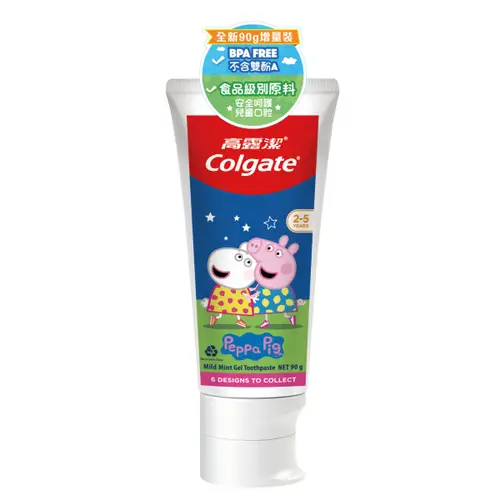 全新90g增量裝
BPA FREE
不含雙酚A
食品級別原料
安全呵護
兒童口腔
高露潔®
Colgate®
2-5
YEARS
Peppa Pig
Mild Mint Gel Toothpaste NET 90 g
6 DESIGNS TO COLLECT